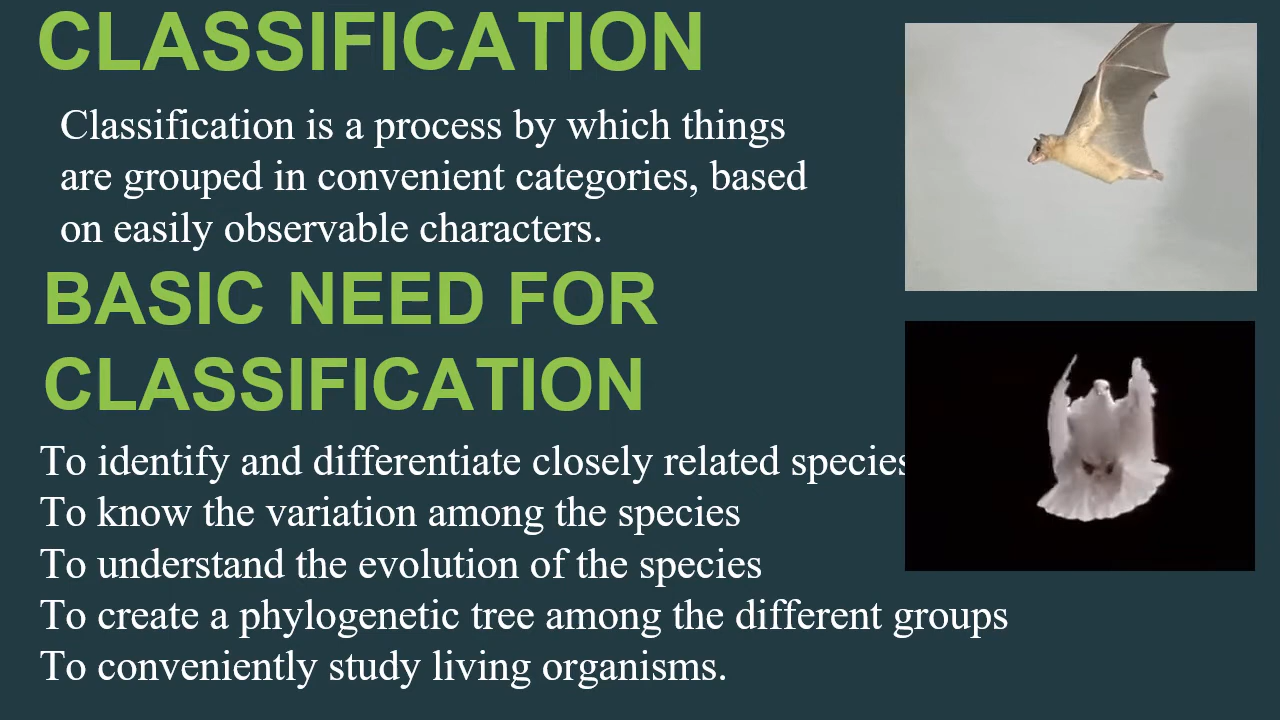 CLASSIFICATION
Classification is a process by which things
are grouped in convenient categories, based
on easily observable characters.
BASIC NEED FOR
CLASSIFICATION
To identify and differentiate closely related species
To know the variation among the species
To understand the evolution of the species
To create a phylogenetic tree among the different groups
To conveniently study living organisms.